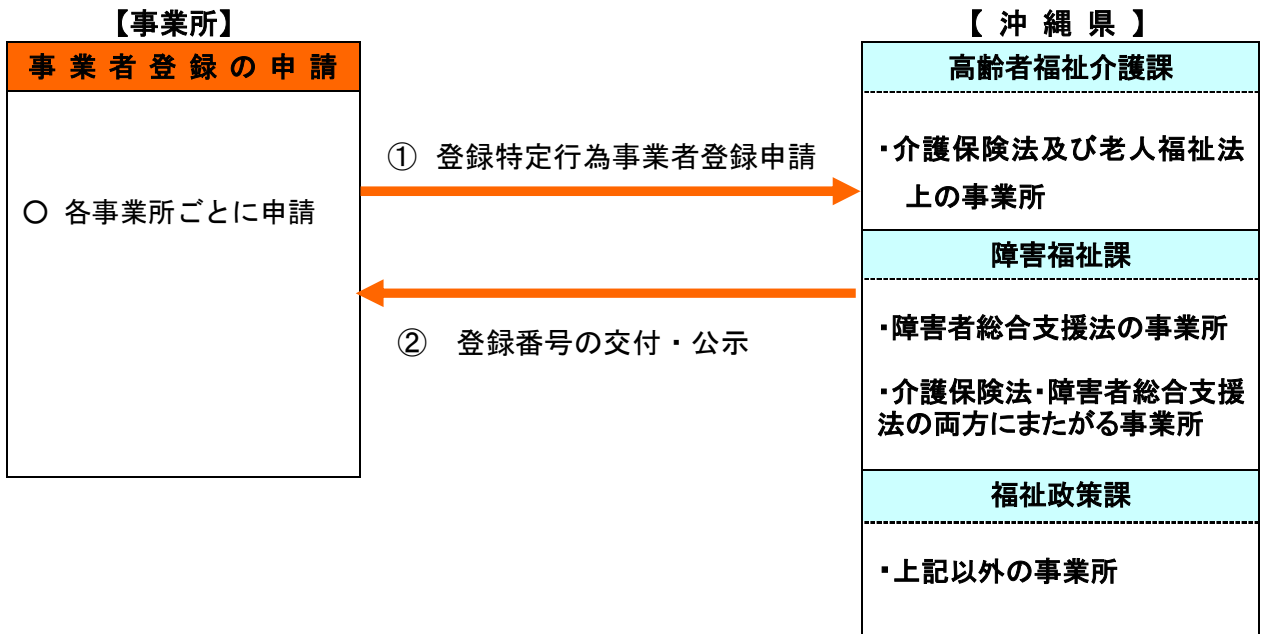 【事業所】
事業者登録の申請
〇 各事業所ごとに申請
① 登録特定行為事業者登録申請
② 登録番号の交付・公示
【 沖 縄 県 】
高齢者福祉介護課
・介護保険法及び老人福祉法
上の事業所
障害福祉課
・障害者総合支援法の事業所
・介護保険法・障害者総合支援
法の両方にまたがる事業所
福祉政策課
・上記以外の事業所